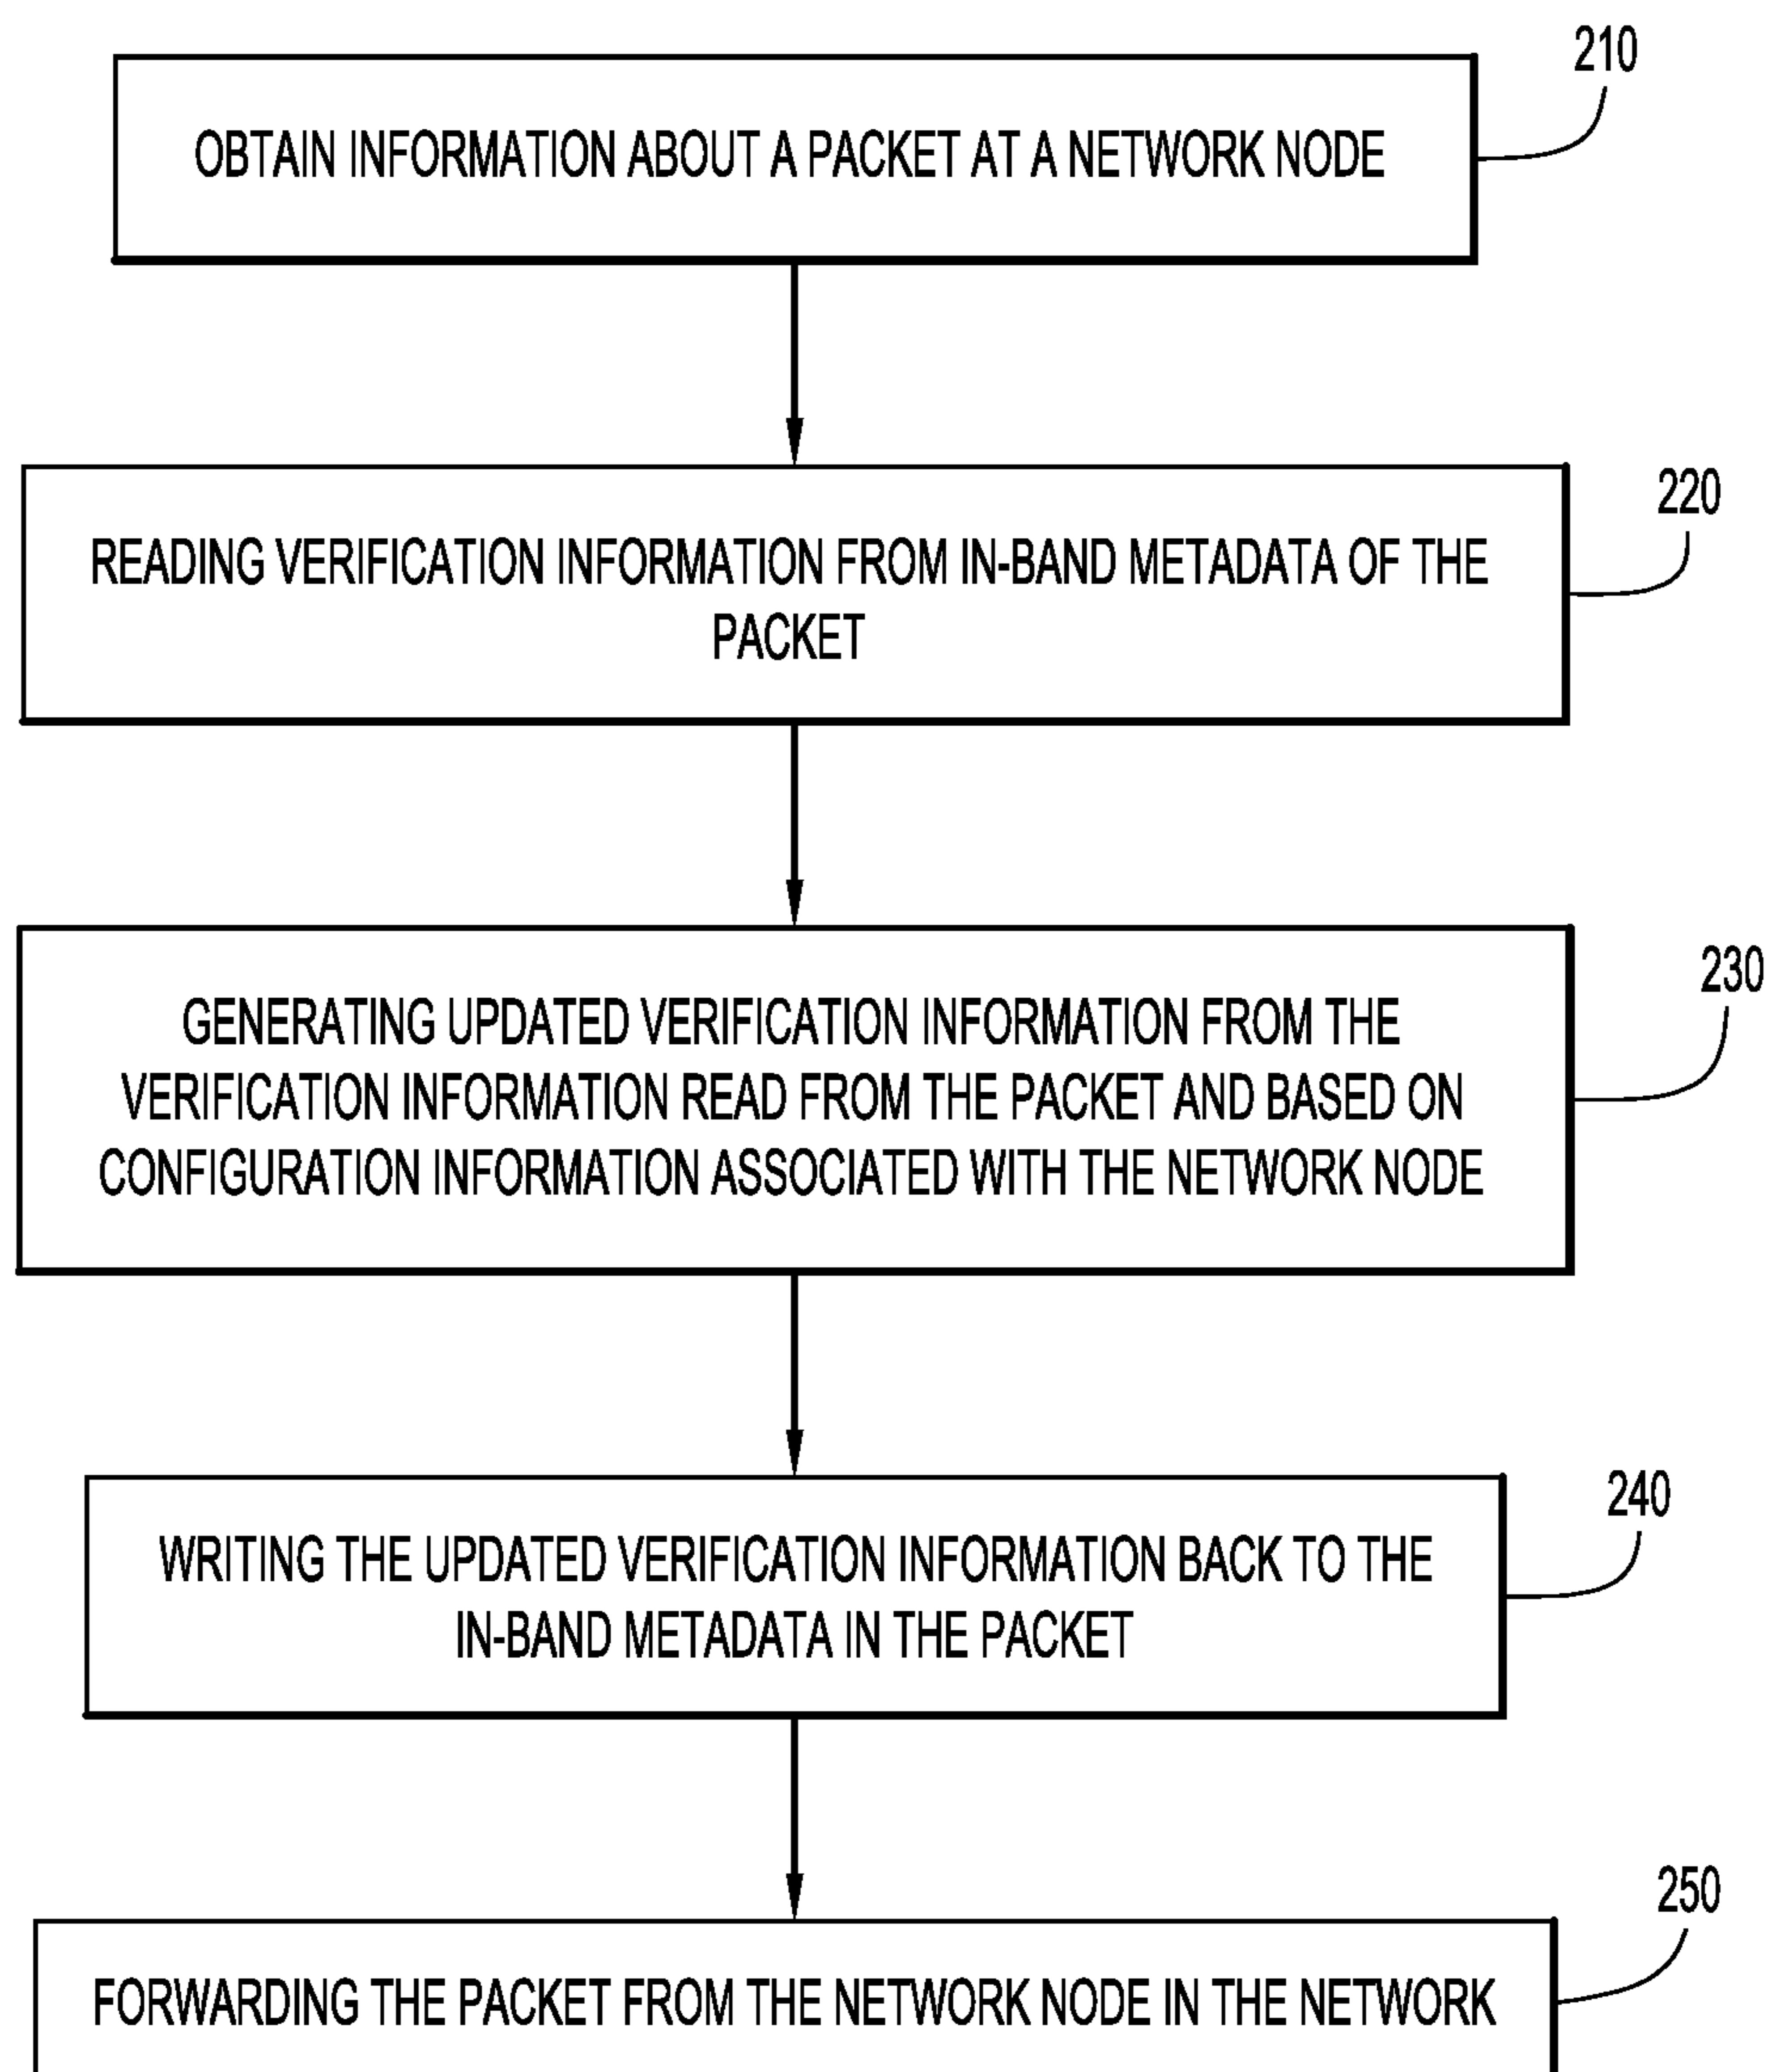 210
OBTAIN INFORMATION ABOUT A PACKET AT A NETWORK NODE
220
READING VERIFICATION INFORMATION FROM IN-BAND METADATA OF THE
PACKET
230
GENERATING UPDATED VERIFICATION INFORMATION FROM THE
VERIFICATION INFORMATION READ FROM THE PACKET AND BASED ON
CONFIGURATION INFORMATION ASSOCIATED WITH THE NETWORK NODE
240
WRITING THE UPDATED VERIFICATION INFORMATION BACK TO THE
IN-BAND METADATA IN THE PACKET
250
FORWARDING THE PACKET FROM THE NETWORK NODE IN THE NETWORK